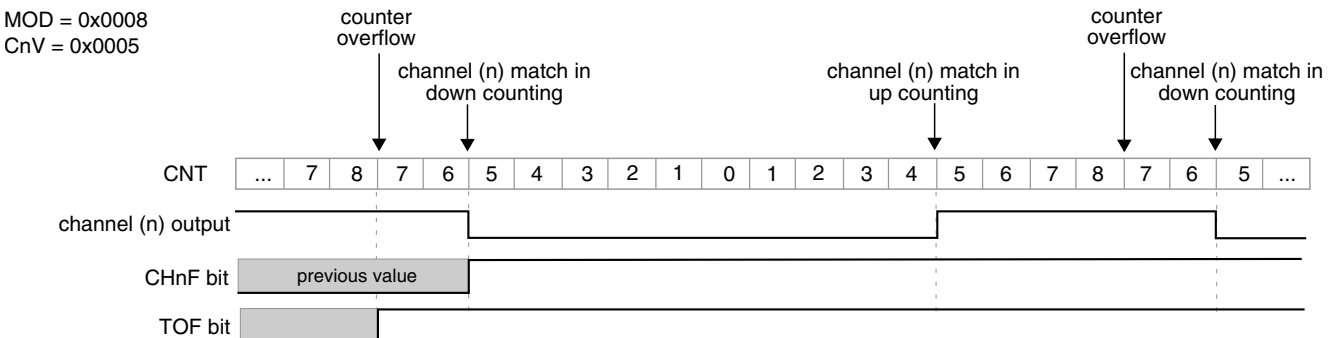 MOD = 0x0008
CnV = 0x0005
counter
overflow
channel (n) match in
down counting
channel (n) match in
up counting
counter
overflow
channel (n) match in
down counting
CNT ... 7 8 7 6 5 4 3 2 1 0 1 2 3 4 5 6 7 8 7 6 5 ...
channel (n) output
CHnF bit previous value
TOF bit